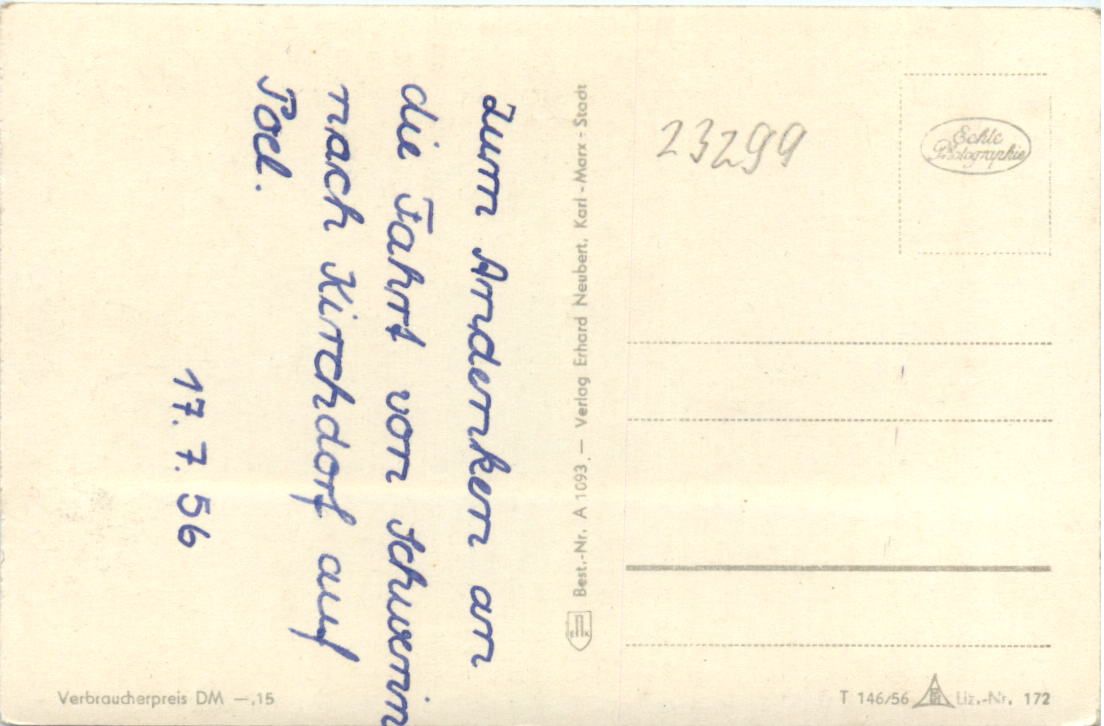 zum Andenken an
die Fahrt von Schwerin
nach Kirchdorf auf
Poel.
17.7.56
Best.-Nr. A 1093 — Verlag Erhard Neubert, Karl-Marx-Stadt
23299
Echte
Photographie
Verbraucherpreis DM —,15
T 146/56 Liz.-Nr. 172